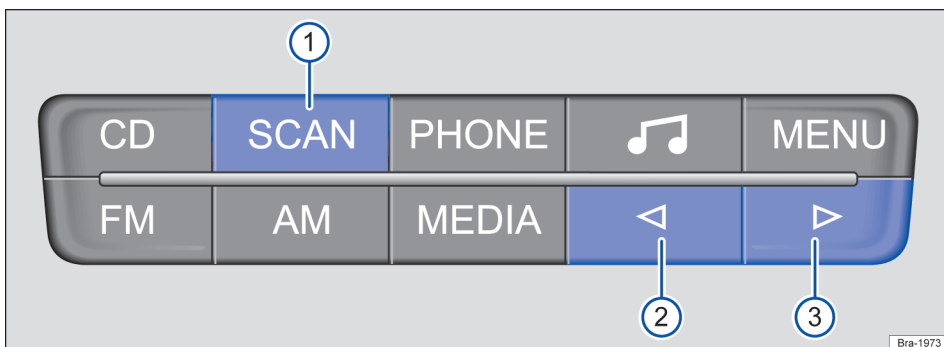 1
CD SCAN PHONE MENU
FM AM MEDIA
2 3
Bra-1973